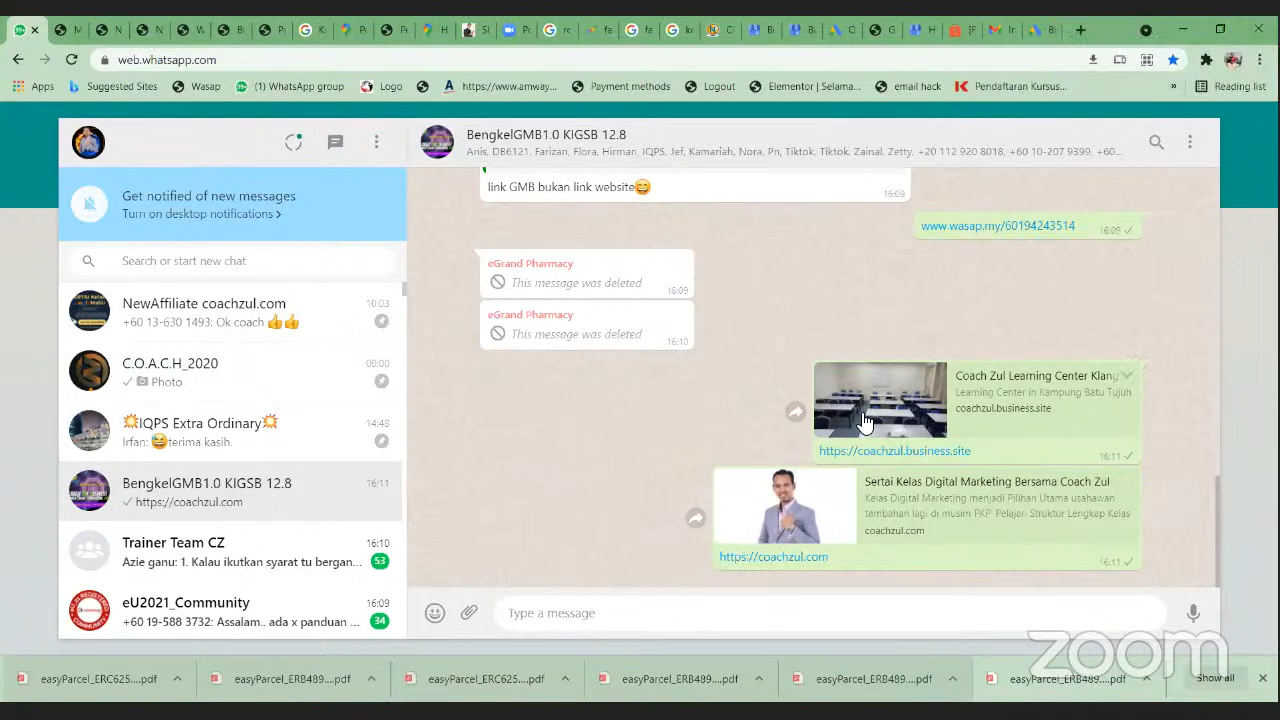 99+
web.whatsapp.com
Apps
Suggested Sites
Wasap
(1) WhatsApp group
Logo
https://www.amway...
Payment methods
Logout
Elementor | Selama...
email hack
Pendaftaran Kursus...
»
Reading list
BengkelGMB1.0 KIGSB 12.8
Anis, DB6121, Farizan, Flora, Hirman, IQPS, Jef, Kamariah, Nora, Pn, Tiktok, Tiktok, Zainal, Zetty, +20 112 920 8018, +60 10-207 9399, +60...
Get notified of new messages
Turn on desktop notifications >
Search or start new chat
NewAffiliate coachzul.com
10:03
+60 13-630 1493: Ok coach 👍👍
C.O.A.C.H_2020
00:00
Photo
💥IQPS Extra Ordinary💥
14:48
Irfan: 😅terima kasih.
BengkelGMB1.0 KIGSB 12.8
16:11
https://coachzul.com
Trainer Team CZ
16:10
Azie ganu: 1. Kalau ikutkan syarat tu bergan...
53
eU2021_Community
16:09
+60 19-588 3732: Assalam.. ada x panduan ...
34
link GMB bukan link website😄
16:09
www.wasap.my/60194243514
16:09
eGrand Pharmacy
This message was deleted
16:09
eGrand Pharmacy
This message was deleted
16:10
Coach Zul Learning Center Klang
Learning Center in Kampung Batu Tujuh
coachzul.business.site
https://coachzul.business.site
16:11
Sertai Kelas Digital Marketing Bersama Coach Zul
Kelas Digital Marketing menjadi Pilihan Utama usahawan
tambahan lagi di musim PKP. Pelajari Struktur Lengkap Kelas
coachzul.com
https://coachzul.com
16:11
Type a message
zoom
easyParcel_ERC625....pdf
easyParcel_ERB489....pdf
easyParcel_ERC625....pdf
easyParcel_ERB489....pdf
easyParcel_ERB489....pdf
easyParcel_ERB489....pdf
Show all